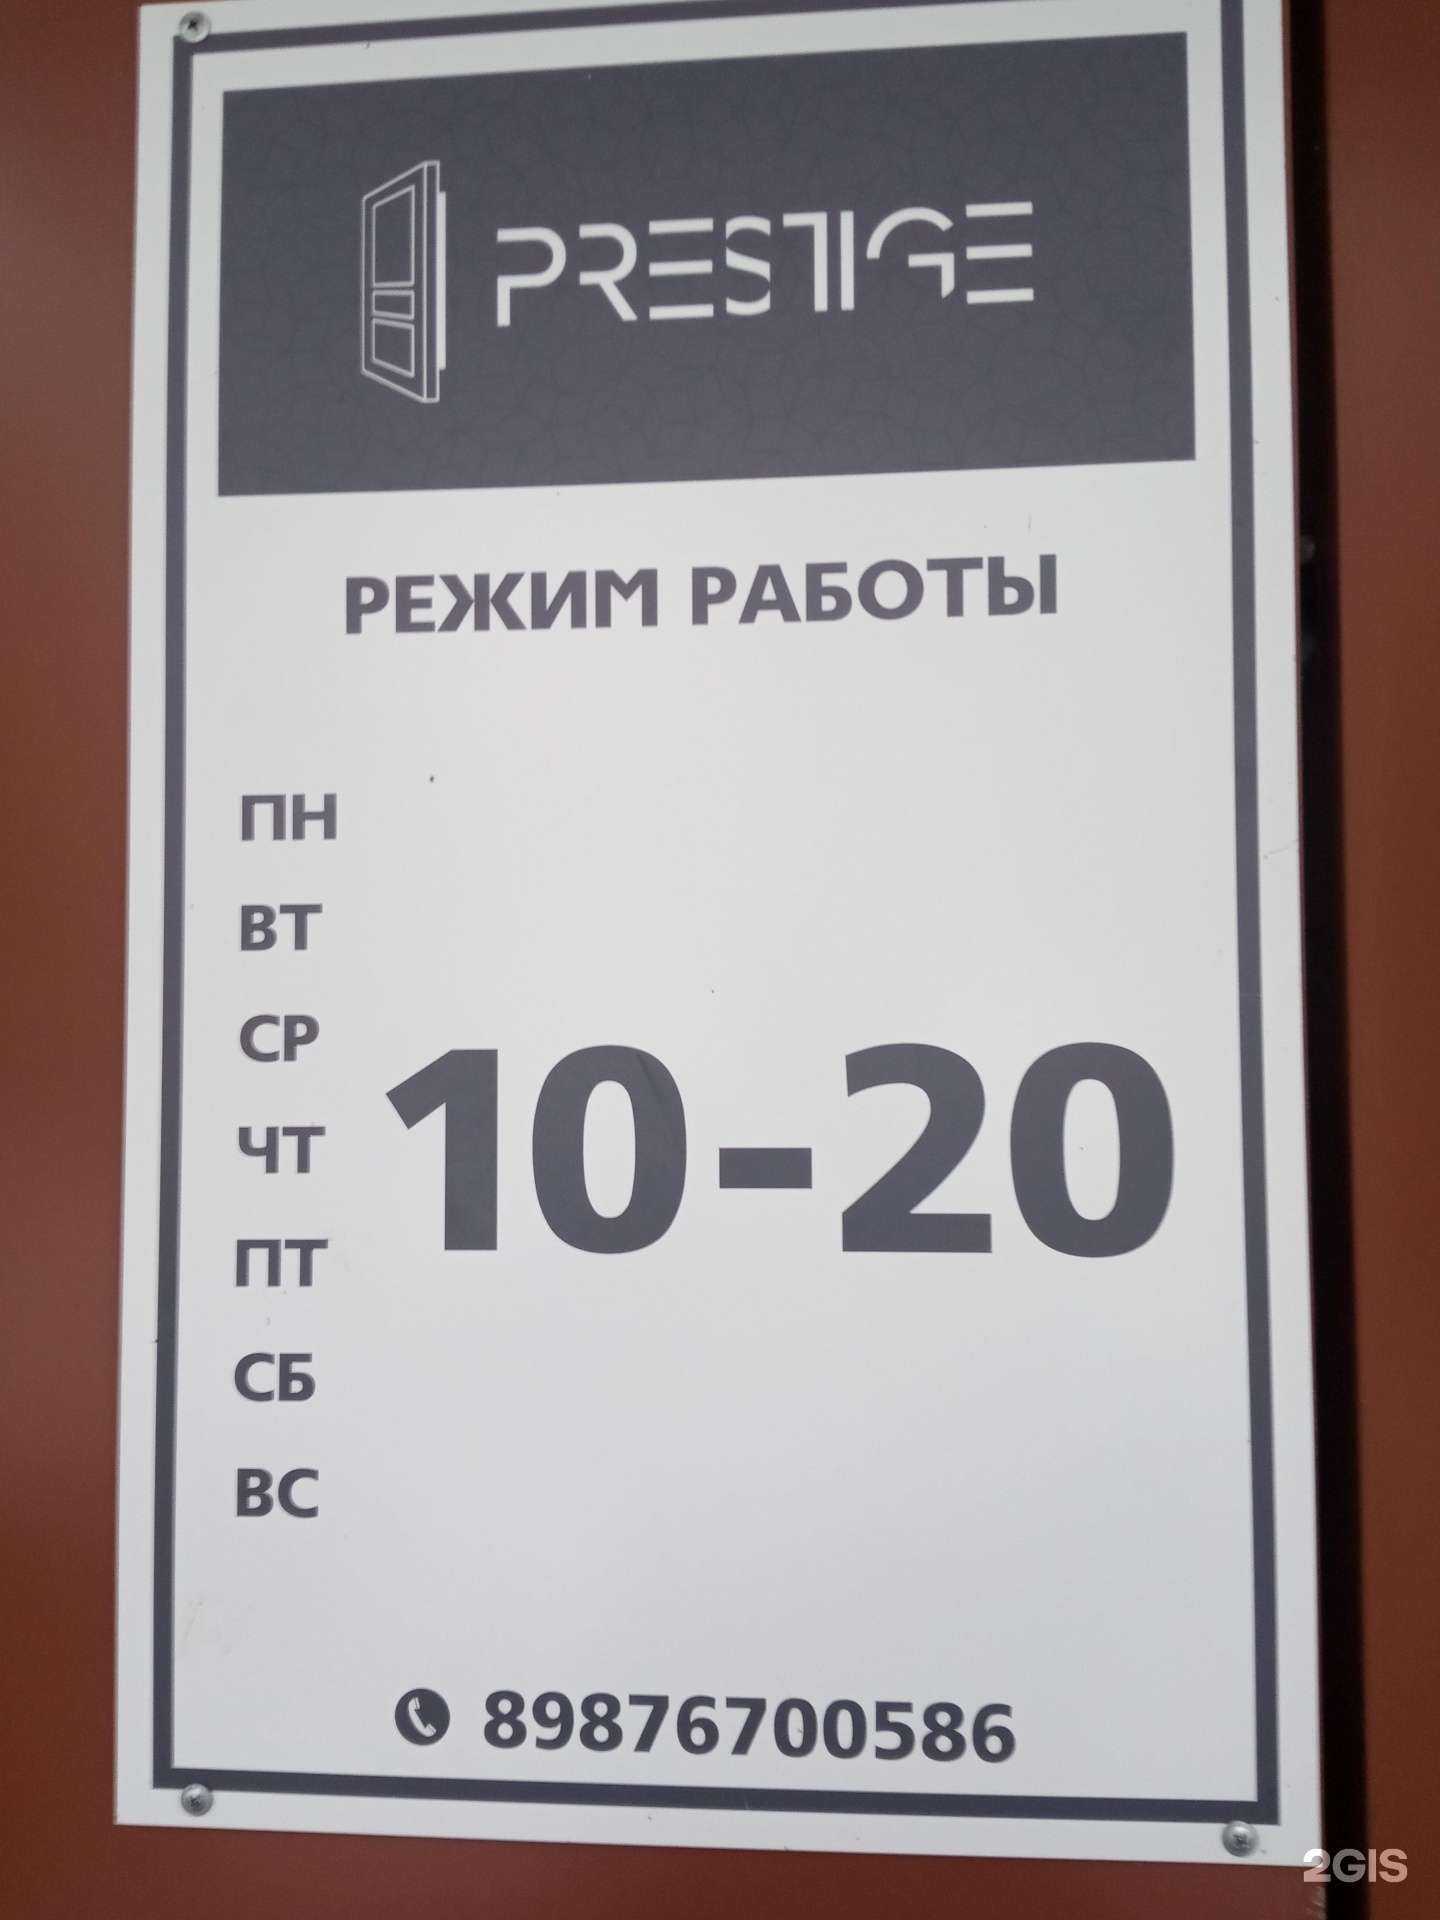 PRESTIGE
РЕЖИМ РАБОТЫ
ПН
ВТ
СР
ЧТ
10-20
ПТ
СБ
ВС
89876700586
2GIS